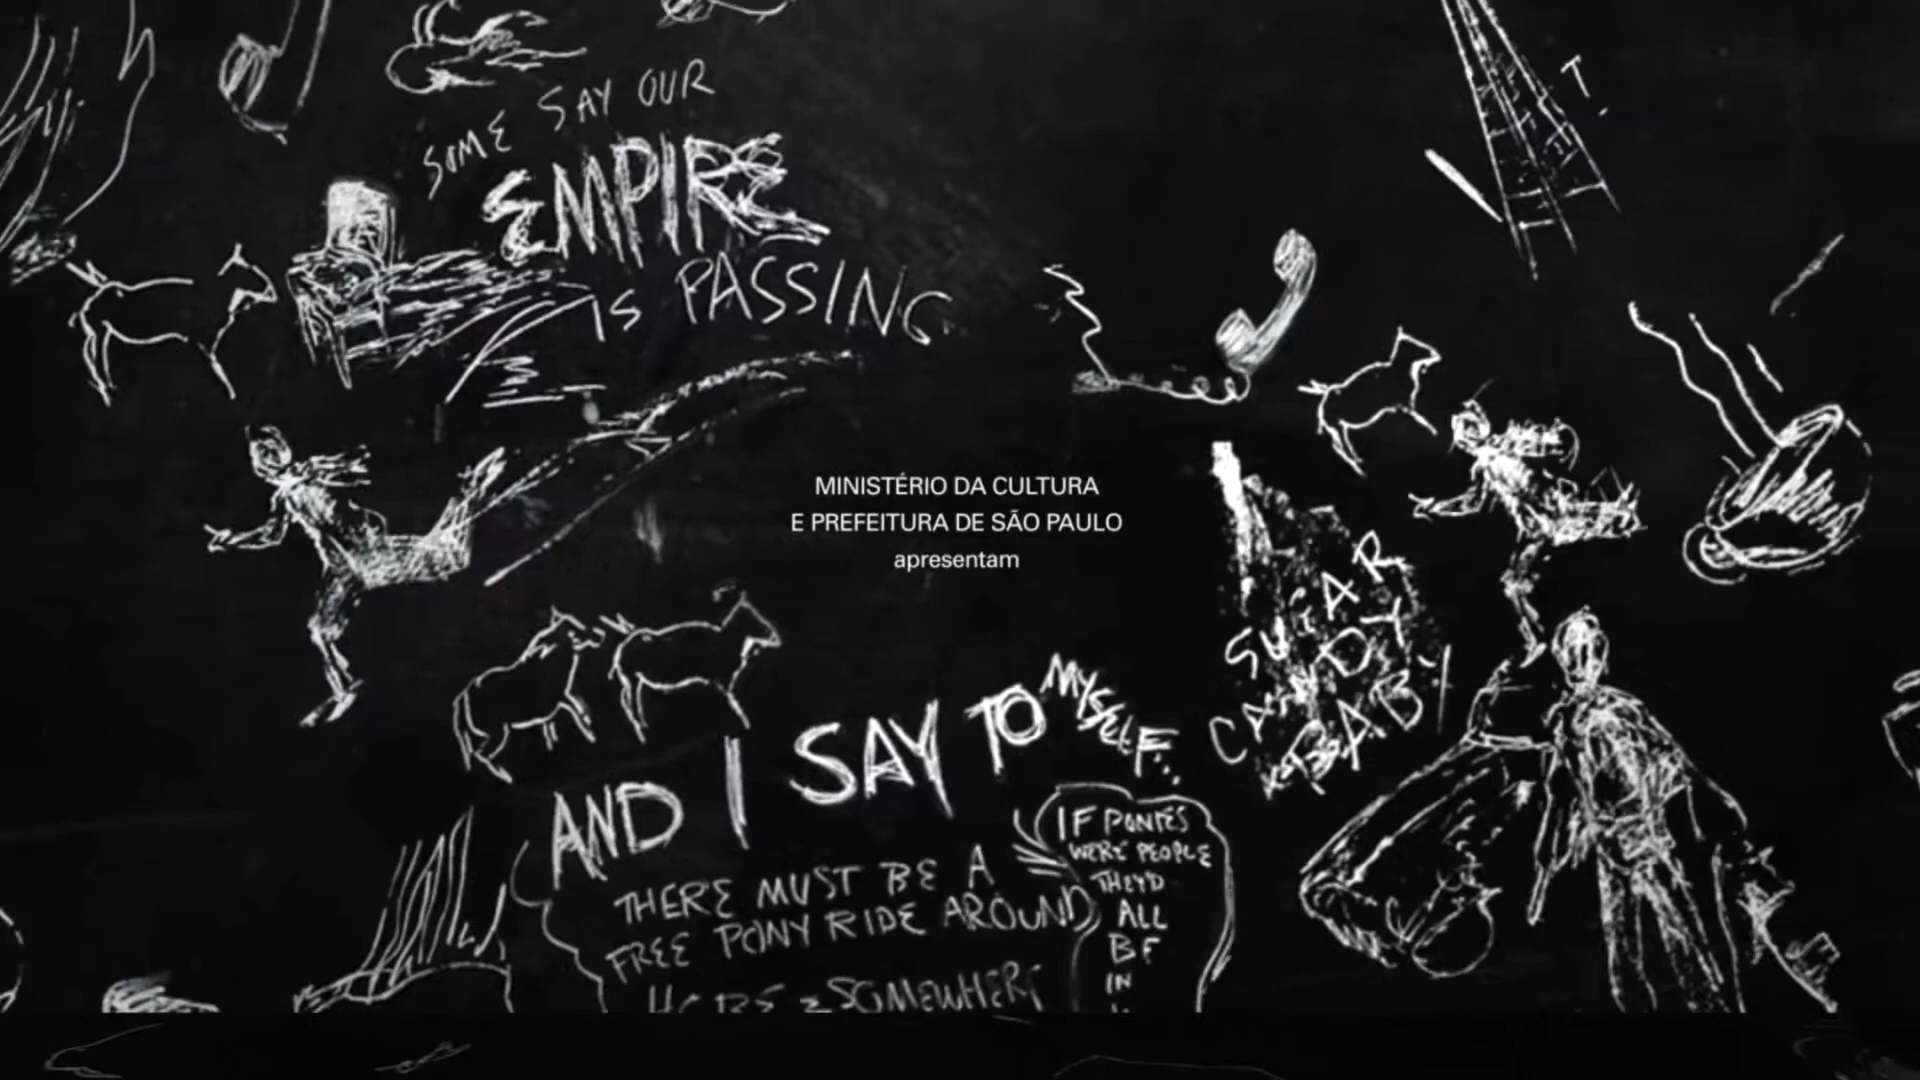 SOME SAY OUR
EMPIRE
IS PASSING
T.
MINISTÉRIO DA CULTURA
E PREFEITURA DE SÃO PAULO
apresentam
SUGAR
CANDY
BABY
AND I SAY TO MYSELF...
THERE MUST BE A
FREE PONY RIDE AROUND
SOMEWHERE
IF PONIES
WERE PEOPLE
THEY'D
ALL
BE
IN